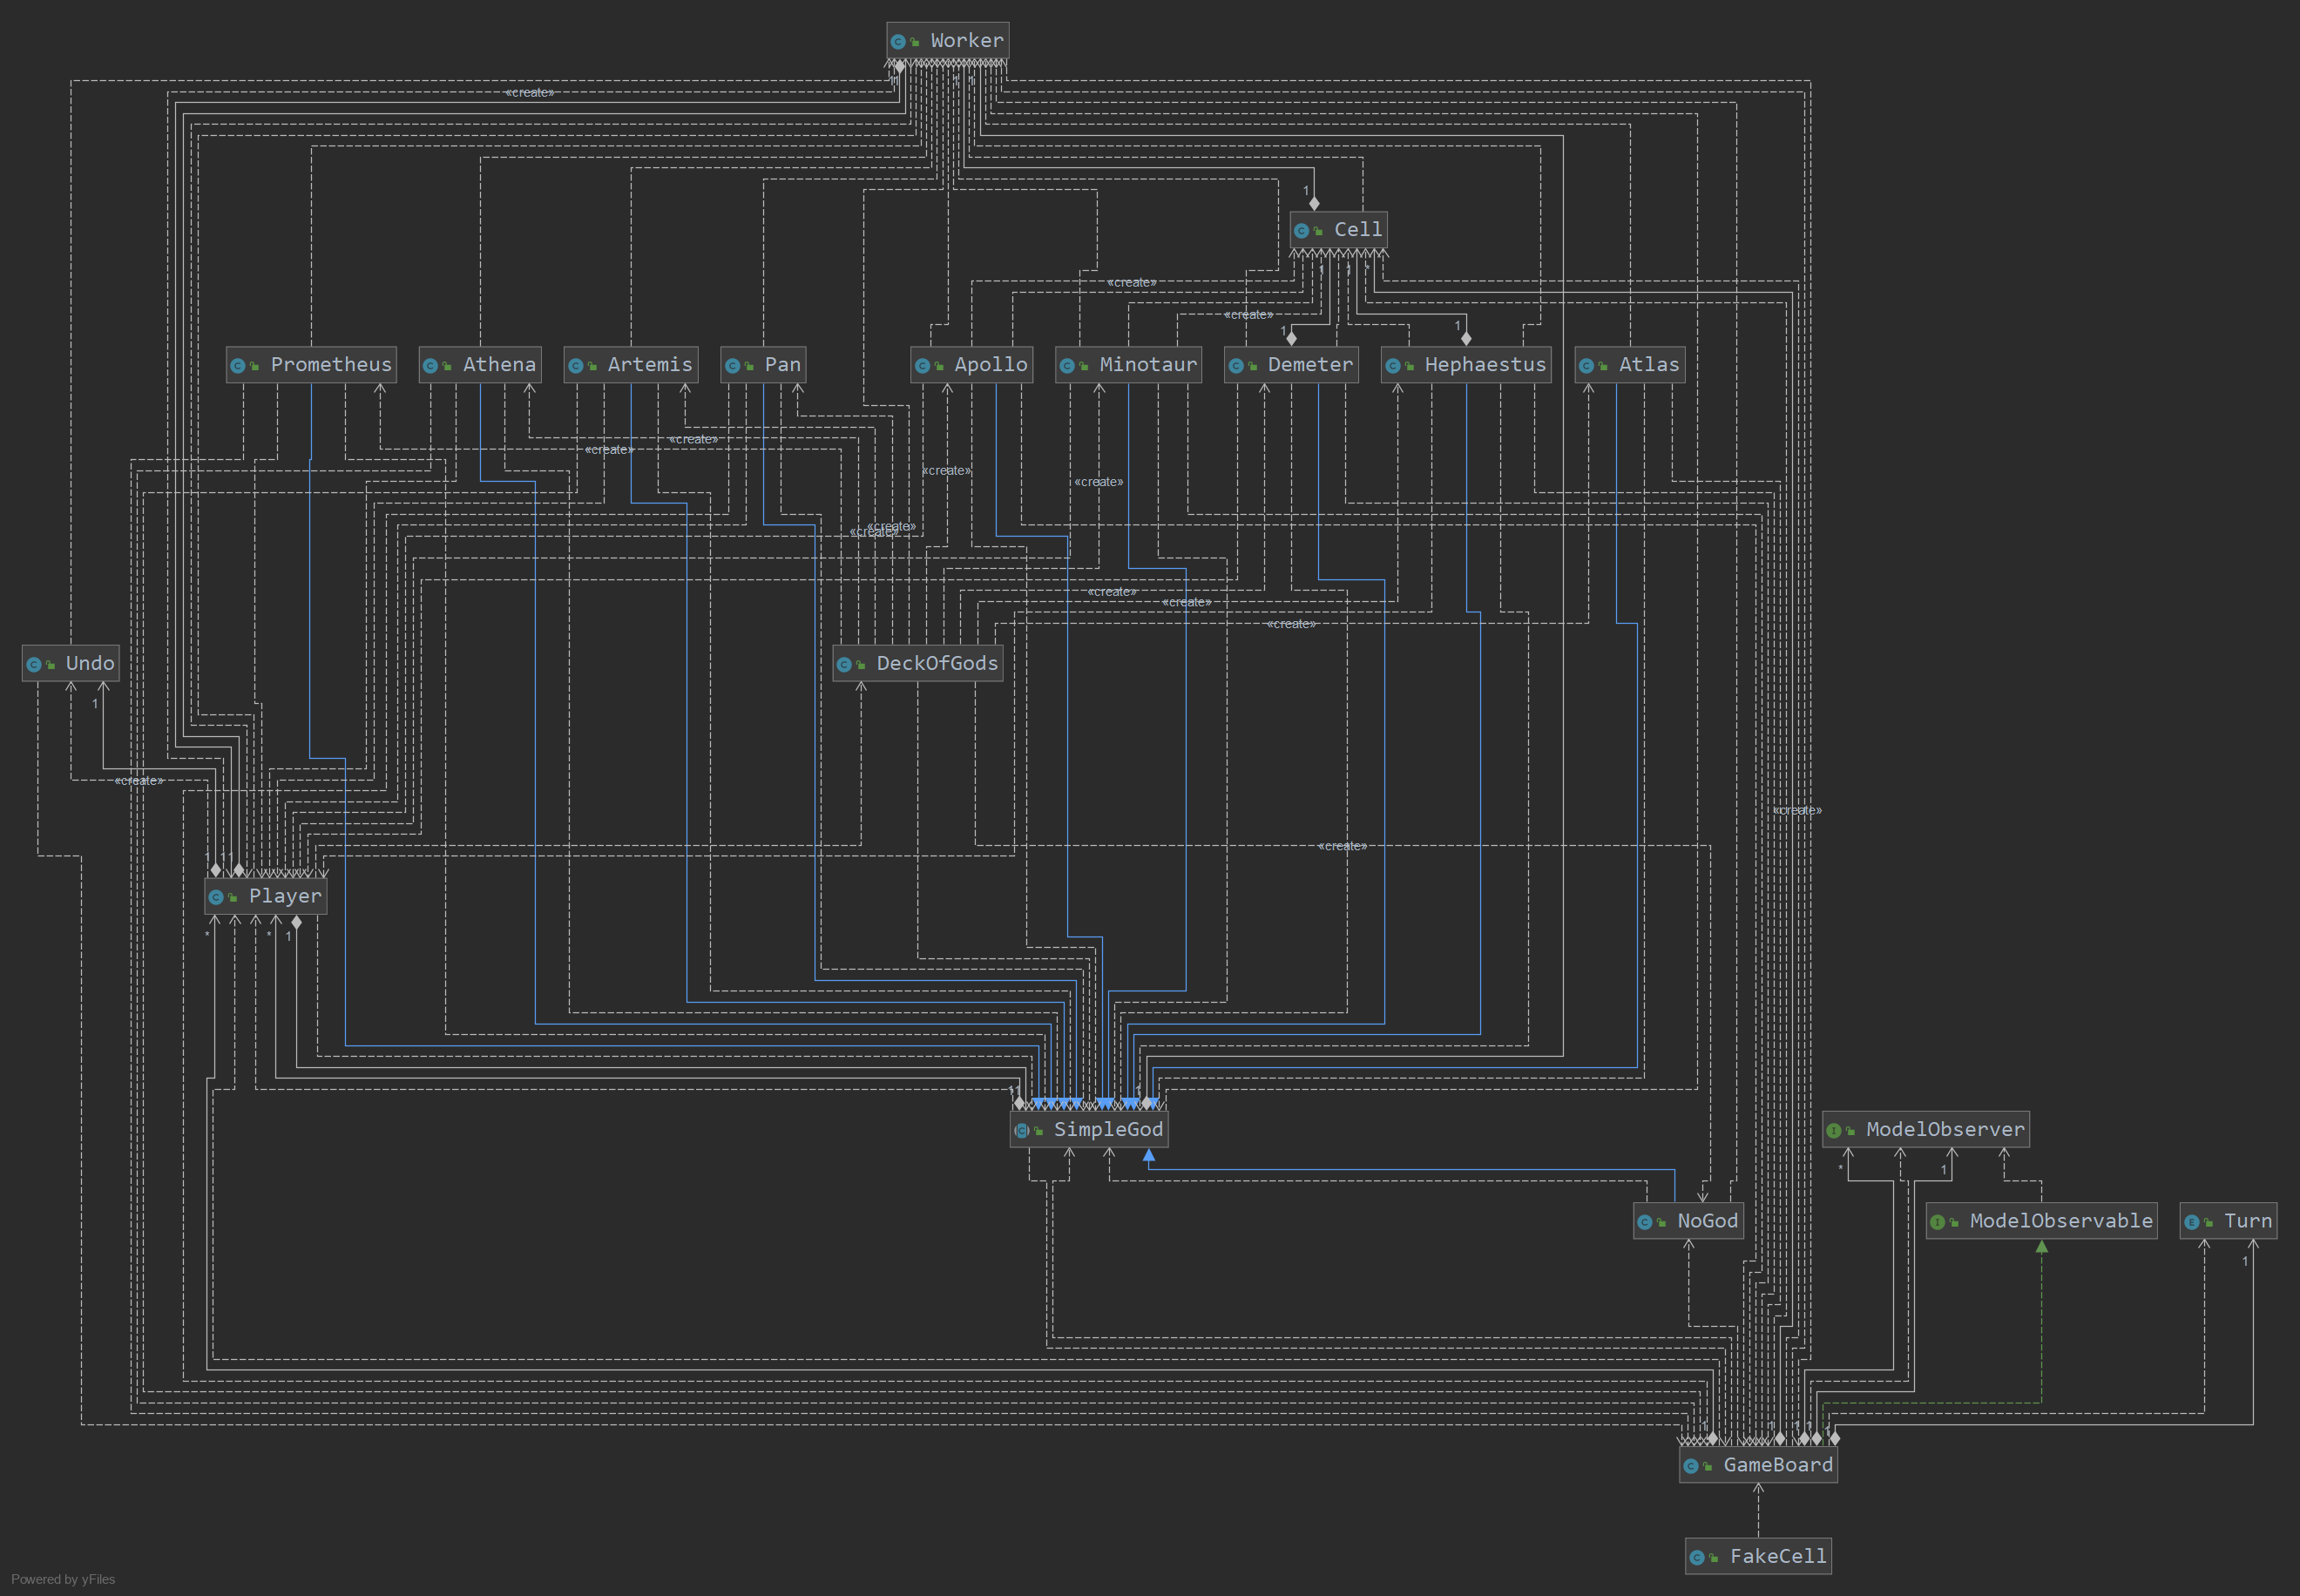 Worker
«create»
1
Cell
«create»
«create»
1
1
Prometheus
Athena
Artemis
Pan
Apollo
Minotaur
Demeter
Hephaestus
Atlas
«create»
«create»
«create»
«create»
«create»
«create»
«create»
«create»
«create»
Undo
DeckOfGods
1
«create»
«create»
«create»
Player
*
*
1
SimpleGod
ModelObserver
*
1
NoGod
ModelObservable
Turn
1
GameBoard
FakeCell
Powered by yFiles